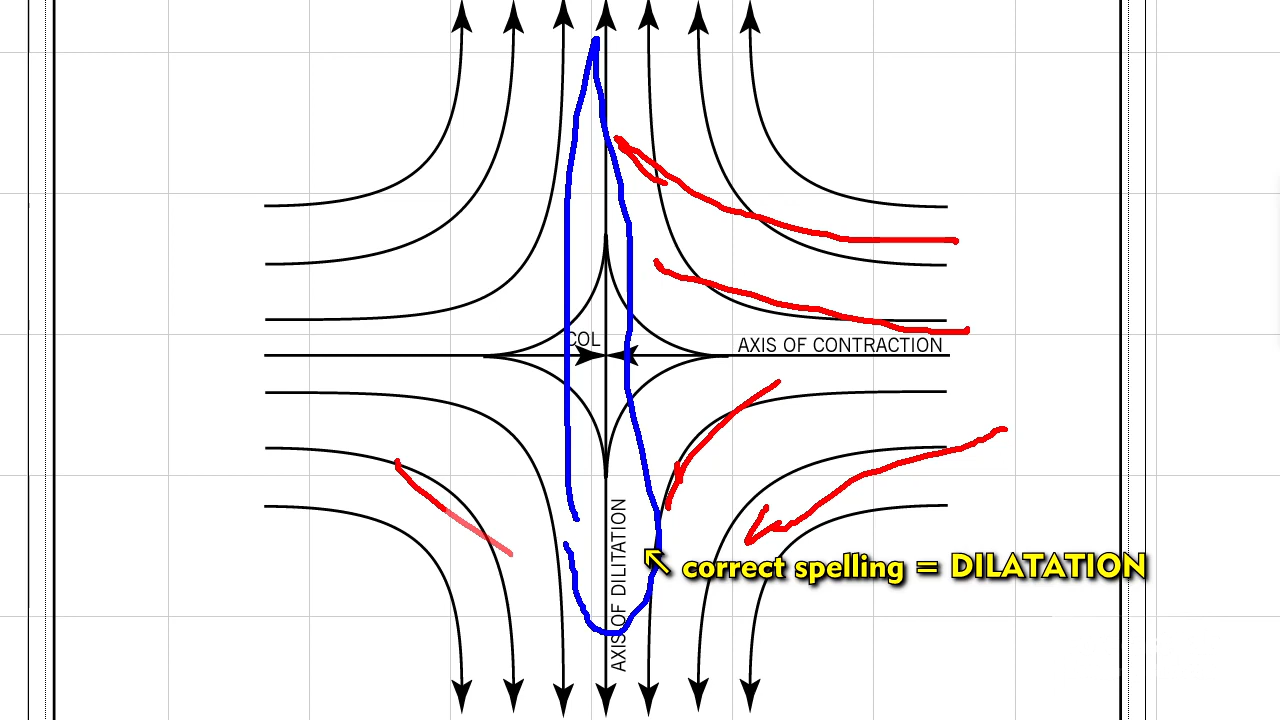 COL
AXIS OF CONTRACTION
AXIS OF DILITATION
correct spelling = DILATATION